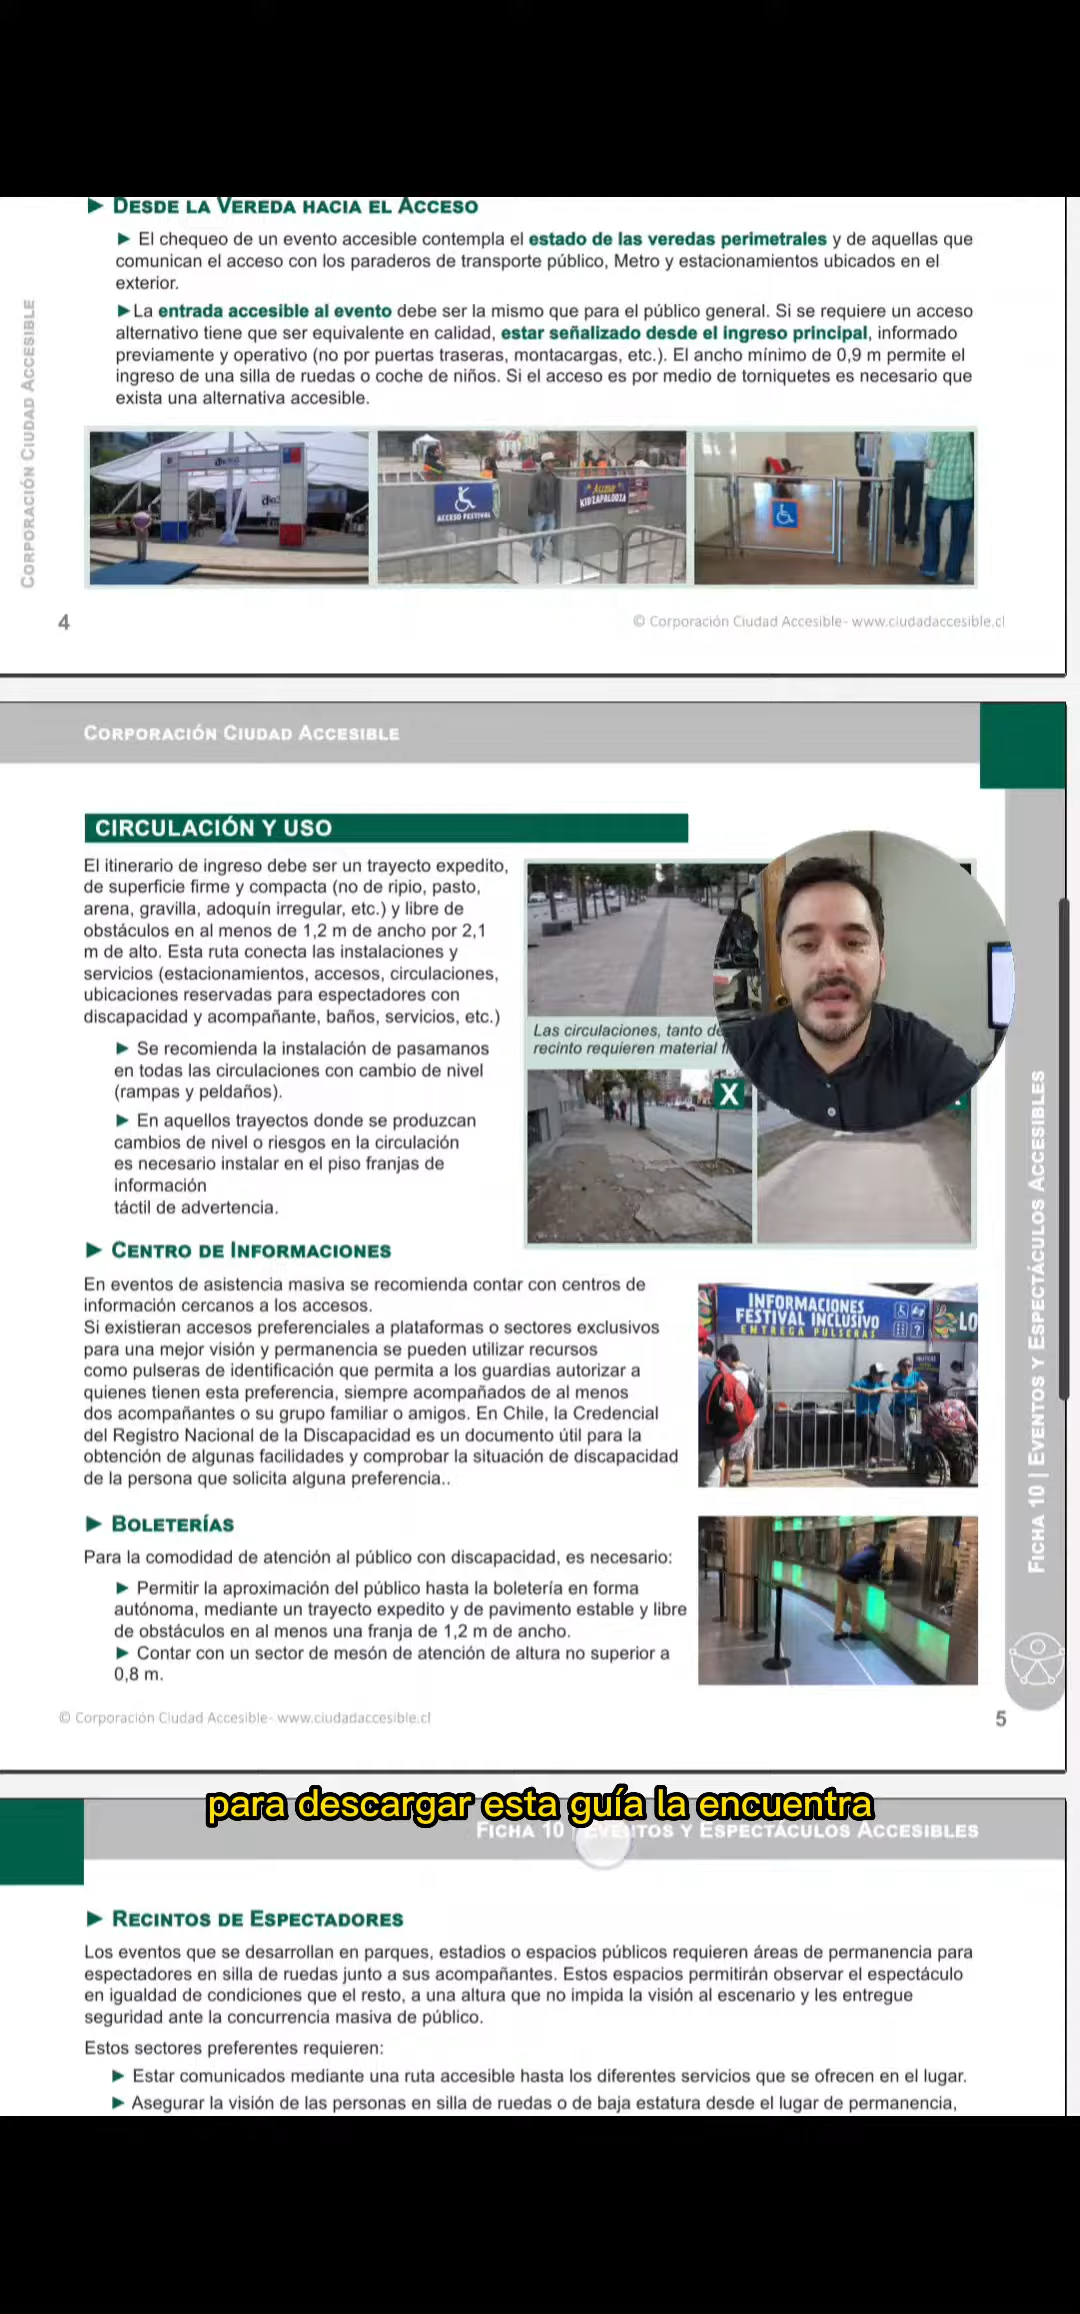 ► Desde la Vereda hacia el Acceso
► El chequeo de un evento accesible contempla el estado de las veredas perimetrales y de aquellas que
comunican el acceso con los paraderos de transporte público, Metro y estacionamientos ubicados en el
exterior.
►La entrada accesible al evento debe ser la mismo que para el público general. Si se requiere un acceso
alternativo tiene que ser equivalente en calidad, estar señalizado desde el ingreso principal, informado
previamente y operativo (no por puertas traseras, montacargas, etc.). El ancho mínimo de 0,9 m permite el
ingreso de una silla de ruedas o coche de niños. Si el acceso es por medio de torniquetes es necesario que
exista una alternativa accesible.
Corporación Ciudad Accesible
ACCESO FESTIVAL
KIDZAPALOOZA
4
© Corporación Ciudad Accesible- www.ciudadaccesible.cl
Corporación Ciudad Accesible
CIRCULACIÓN Y USO
El itinerario de ingreso debe ser un trayecto expedito,
de superficie firme y compacta (no de ripio, pasto,
arena, gravilla, adoquín irregular, etc.) y libre de
obstáculos en al menos de 1,2 m de ancho por 2,1
m de alto. Esta ruta conecta las instalaciones y
servicios (estacionamientos, accesos, circulaciones,
ubicaciones reservadas para espectadores con
discapacidad y acompañante, baños, servicios, etc.)
► Se recomienda la instalación de pasamanos
en todas las circulaciones con cambio de nivel
(rampas y peldaños).
► En aquellos trayectos donde se produzcan
cambios de nivel o riesgos en la circulación
es necesario instalar en el piso franjas de
información
táctil de advertencia.
Las circulaciones, tanto
recinto requieren material
X
► Centro de Informaciones
En eventos de asistencia masiva se recomienda contar con centros de
información cercanos a los accesos.
Si existieran accesos preferenciales a plataformas o sectores exclusivos
para una mejor visión y permanencia se pueden utilizar recursos
como pulseras de identificación que permita a los guardias autorizar a
quienes tienen esta preferencia, siempre acompañados de al menos
dos acompañantes o su grupo familiar o amigos. En Chile, la Credencial
del Registro Nacional de la Discapacidad es un documento útil para la
obtención de algunas facilidades y comprobar la situación de discapacidad
de la persona que solicita alguna preferencia..
INFORMACIONES
FESTIVAL INCLUSIVO
ENTREGA PULSERAS
LO
► Boleterías
Para la comodidad de atención al público con discapacidad, es necesario:
► Permitir la aproximación del público hasta la boletería en forma
autónoma, mediante un trayecto expedito y de pavimento estable y libre
de obstáculos en al menos una franja de 1,2 m de ancho.
► Contar con un sector de mesón de atención de altura no superior a
0,8 m.
Ficha 10 | Eventos y Espectáculos Accesibles
© Corporación Ciudad Accesible- www.ciudadaccesible.cl
5
para descargar esta guía la encuentra
Ficha 10 | Eventos y Espectáculos Accesibles
► Recintos de Espectadores
Los eventos que se desarrollan en parques, estadios o espacios públicos requieren áreas de permanencia para
espectadores en silla de ruedas junto a sus acompañantes. Estos espacios permitirán observar el espectáculo
en igualdad de condiciones que el resto, a una altura que no impida la visión al escenario y les entregue
seguridad ante la concurrencia masiva de público.
Estos sectores preferentes requieren:
► Estar comunicados mediante una ruta accesible hasta los diferentes servicios que se ofrecen en el lugar.
► Asegurar la visión de las personas en silla de ruedas o de baja estatura desde el lugar de permanencia,